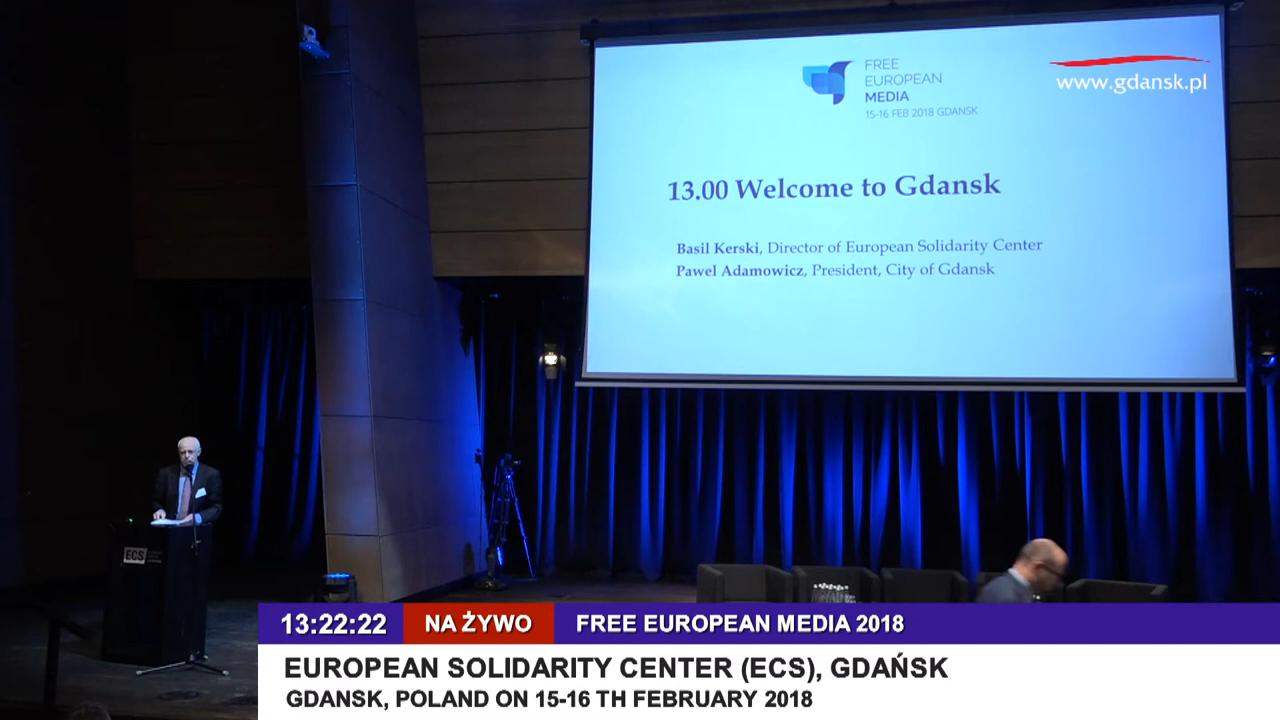 FREE
EUROPEAN
MEDIA
15-16 FEB 2018 GDANSK
www.gdansk.pl
13.00 Welcome to Gdansk
Basil Kerski, Director of European Solidarity Center
Pawel Adamowicz, President, City of Gdansk
ECS
13:22:22 NA ŻYWO FREE EUROPEAN MEDIA 2018
EUROPEAN SOLIDARITY CENTER (ECS), GDAŃSK
GDANSK, POLAND ON 15-16 TH FEBRUARY 2018